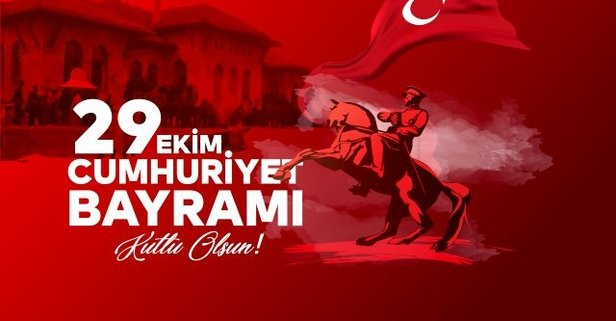 29 EKİM
CUMHURİYET
BAYRAMI
Kutlu Olsun!